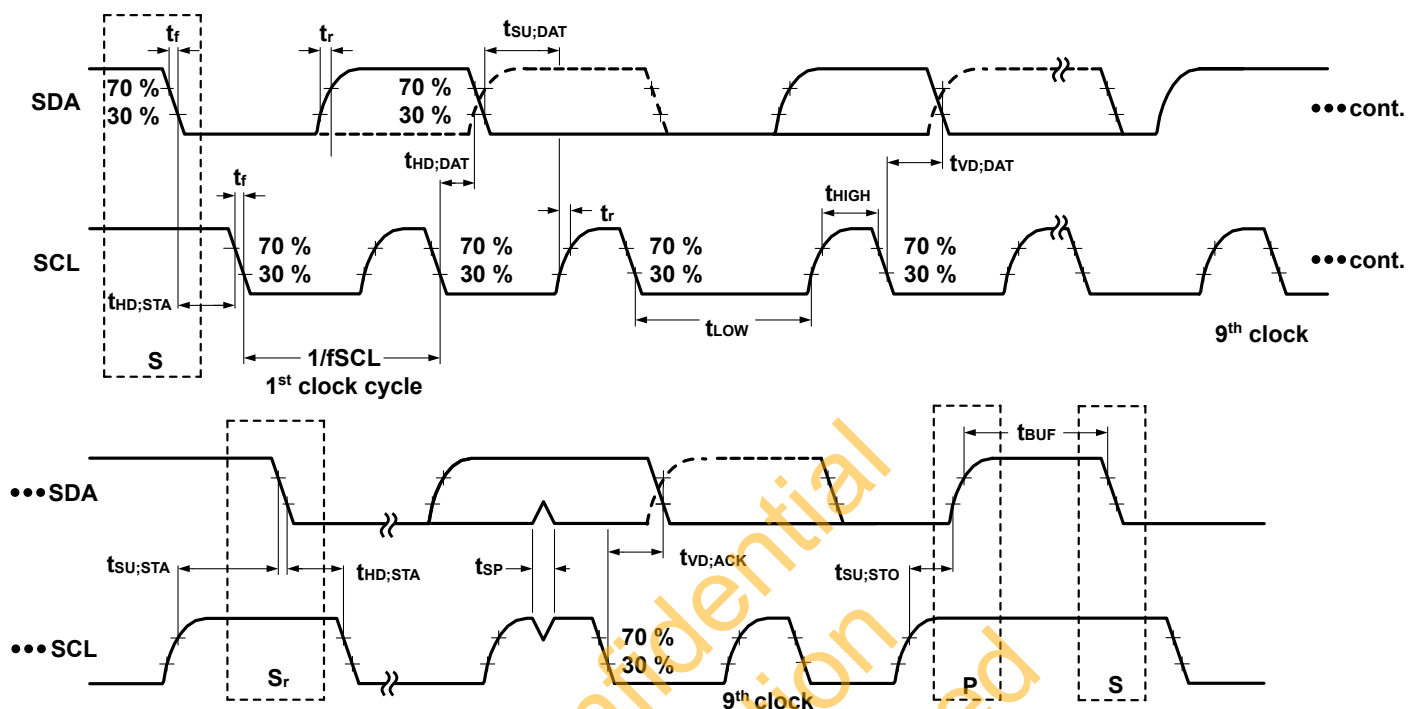 tf
tr
tSU;DAT
SDA
70 %
30 %
70 %
30 %
•••cont.
tHD;DAT
tVD;DAT
tf
tr
tHIGH
SCL
70 %
30 %
70 %
30 %
70 %
30 %
70 %
30 %
•••cont.
tHD;STA
tLOW
S
1/fSCL
1st clock cycle
9th clock
tBUF
•••SDA
tSU;STA
tHD;STA
tSP
tVD;ACK
tSU;STO
•••SCL
70 %
30 %
Sr
9th clock
P
S